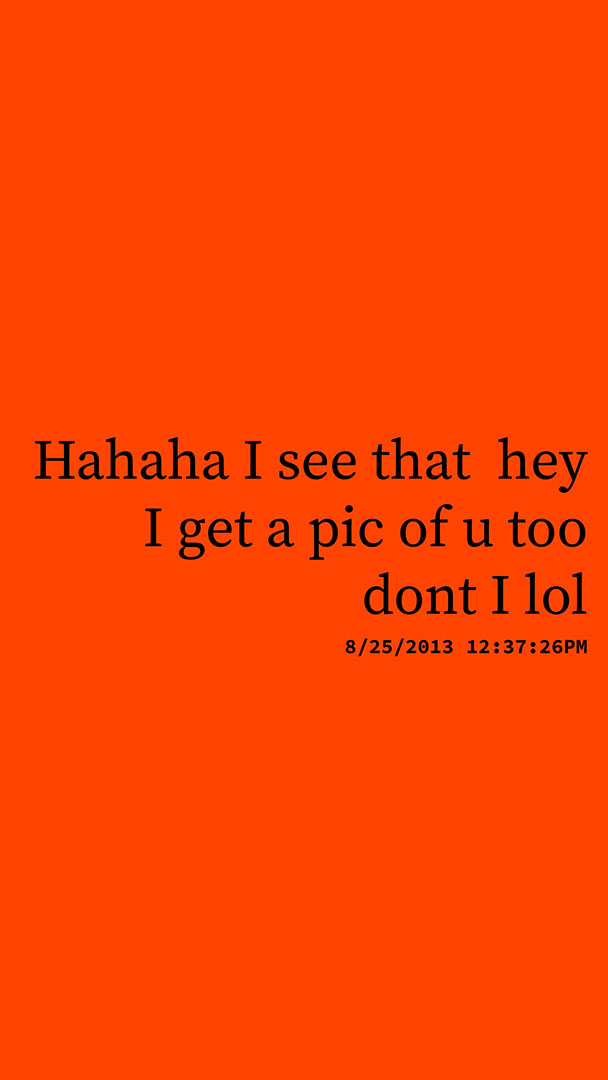 Hahaha I see that  hey
I get a pic of u too
dont I lol
8/25/2013 12:37:26PM